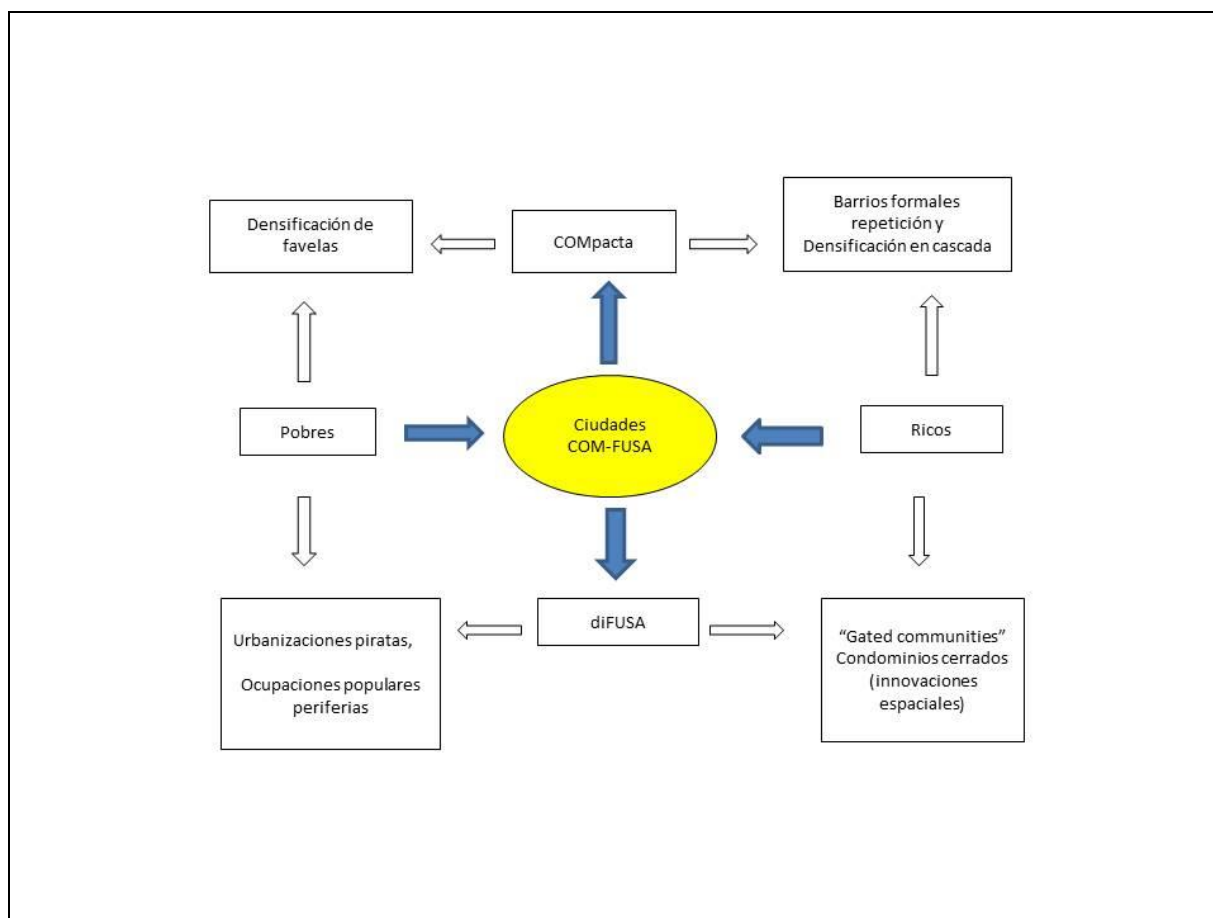 Densificación de
favelas
COMpacta
Barrios formales
repetición y
Densificación en cascada
Pobres
Ciudades
COM-FUSA
Ricos
Urbanizaciones piratas,
Ocupaciones populares
periferias
diFUSA
“Gated communities”
Condominios cerrados
(innovaciones
espaciales)